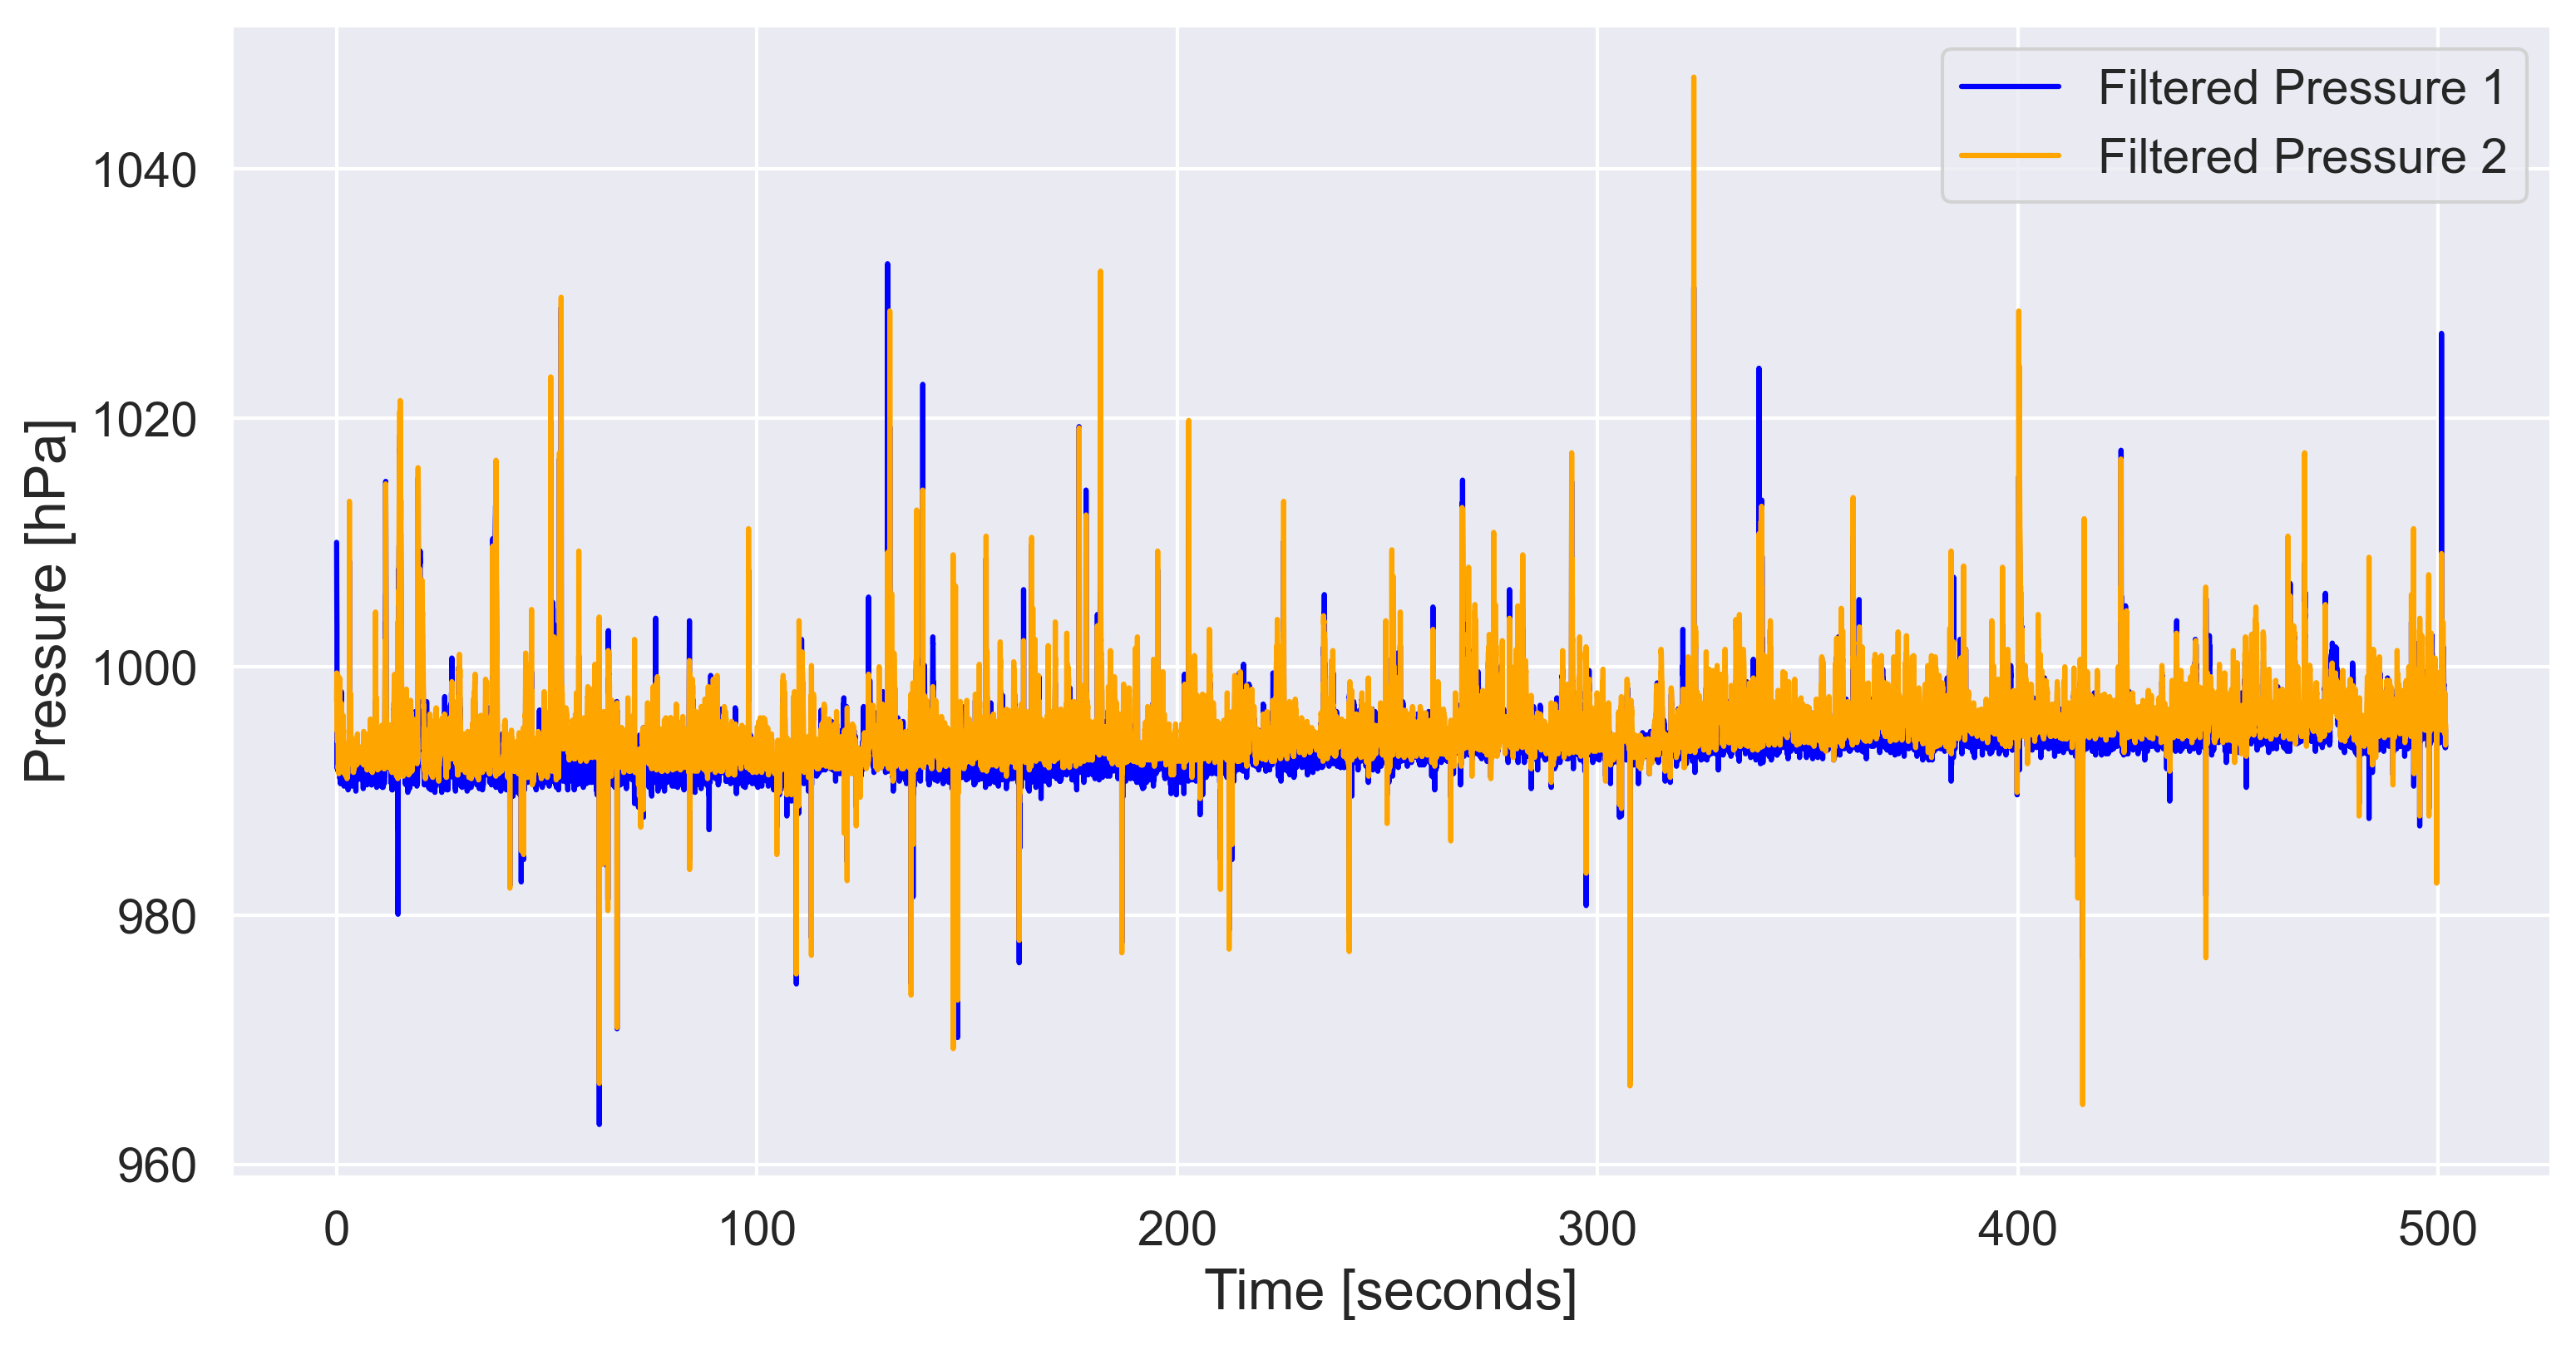 Filtered Pressure 1
Filtered Pressure 2
Pressure [hPa]
1040
1020
1000
980
960
0 100 200 300 400 500
Time [seconds]